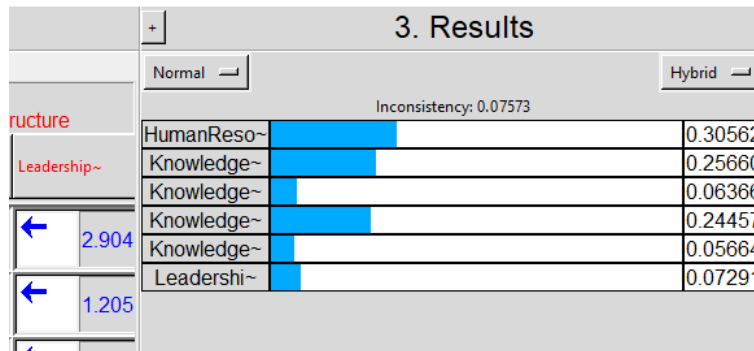 +
3. Results
Normal
Hybrid
Inconsistency: 0.07573
ructure
Leadership~
2.904
1.205
HumanReso~ 0.30562
Knowledge~ 0.25660
Knowledge~ 0.06366
Knowledge~ 0.24457
Knowledge~ 0.05664
Leadershi~ 0.07291